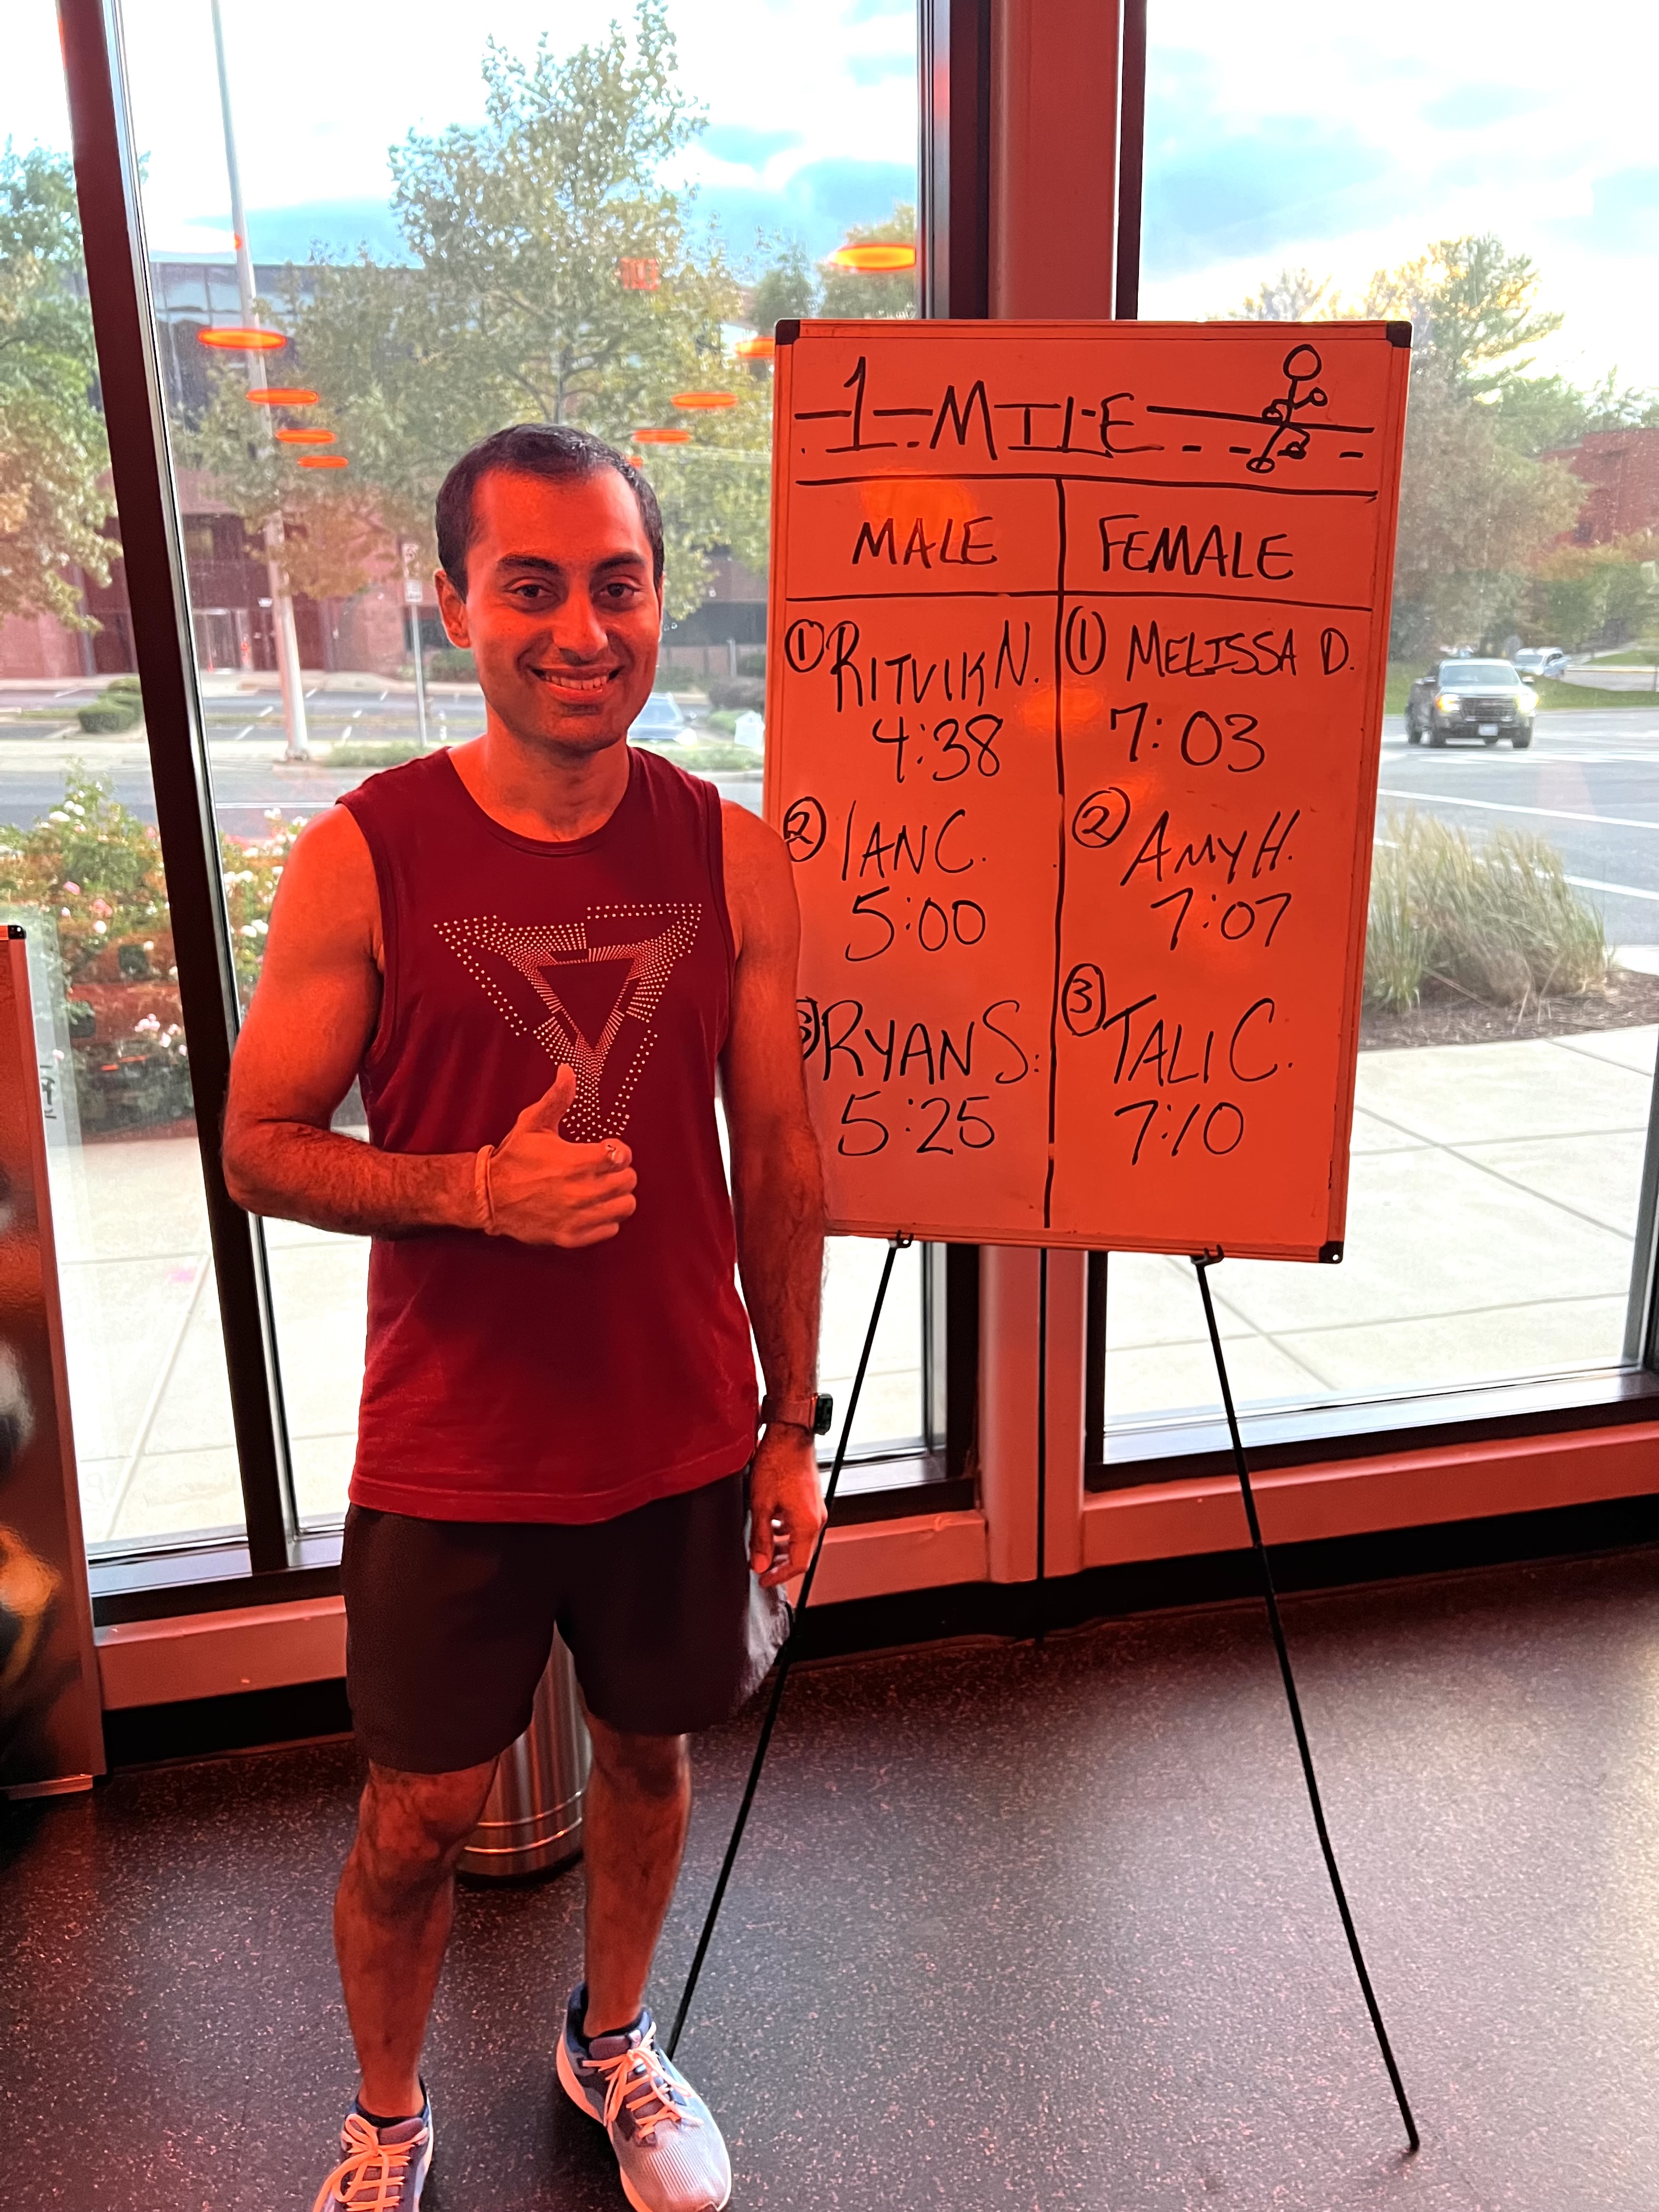 1 MILE
MALE
FEMALE
① RITVIK N.
4:38
② IAN C.
5:00
③ RYAN S.
5:25
① MELISSA D.
7:03
② AMY H.
7:07
③ TALI C.
7:10